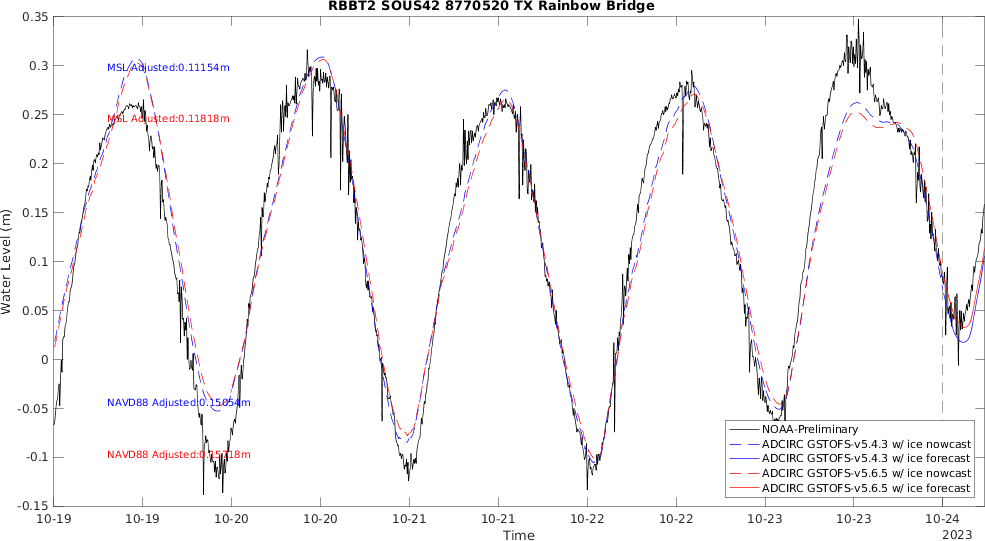 RBBT2 SOUS42 8770520 TX Rainbow Bridge
0.35
0.3
0.25
0.2
0.15
0.1
0.05
0
-0.05
-0.1
-0.15
Water Level (m)
MSL Adjusted:0.11154m
MSL Adjusted:0.11818m
NAVD88 Adjusted:0.15054m
NAVD88 Adjusted:0.15718m
NOAA-Preliminary
ADCIRC GSTOFS-v5.4.3 w/ ice nowcast
ADCIRC GSTOFS-v5.4.3 w/ ice forecast
ADCIRC GSTOFS-v5.6.5 w/ ice nowcast
ADCIRC GSTOFS-v5.6.5 w/ ice forecast
10-19 10-19 10-20 10-20 10-21 10-21 10-22 10-22 10-23 10-23 10-24
2023
Time